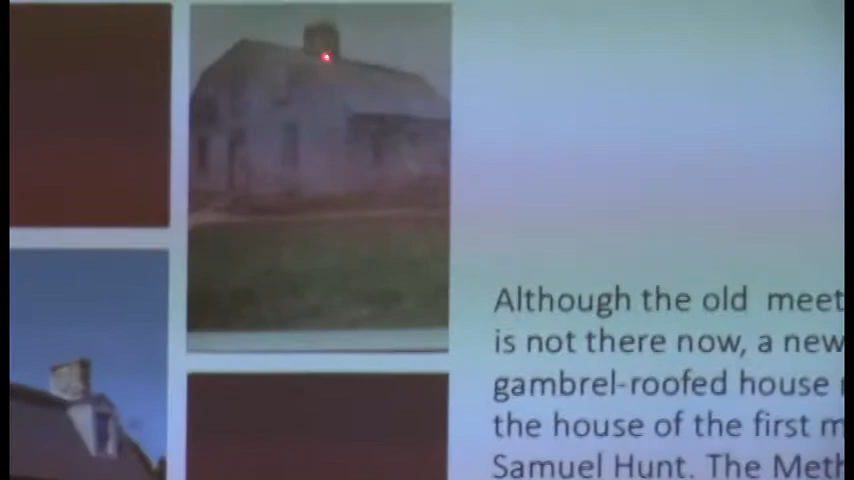 Although the old meet
is not there now, a new
gambrel-roofed house
the house of the first m
Samuel Hunt. The Meth